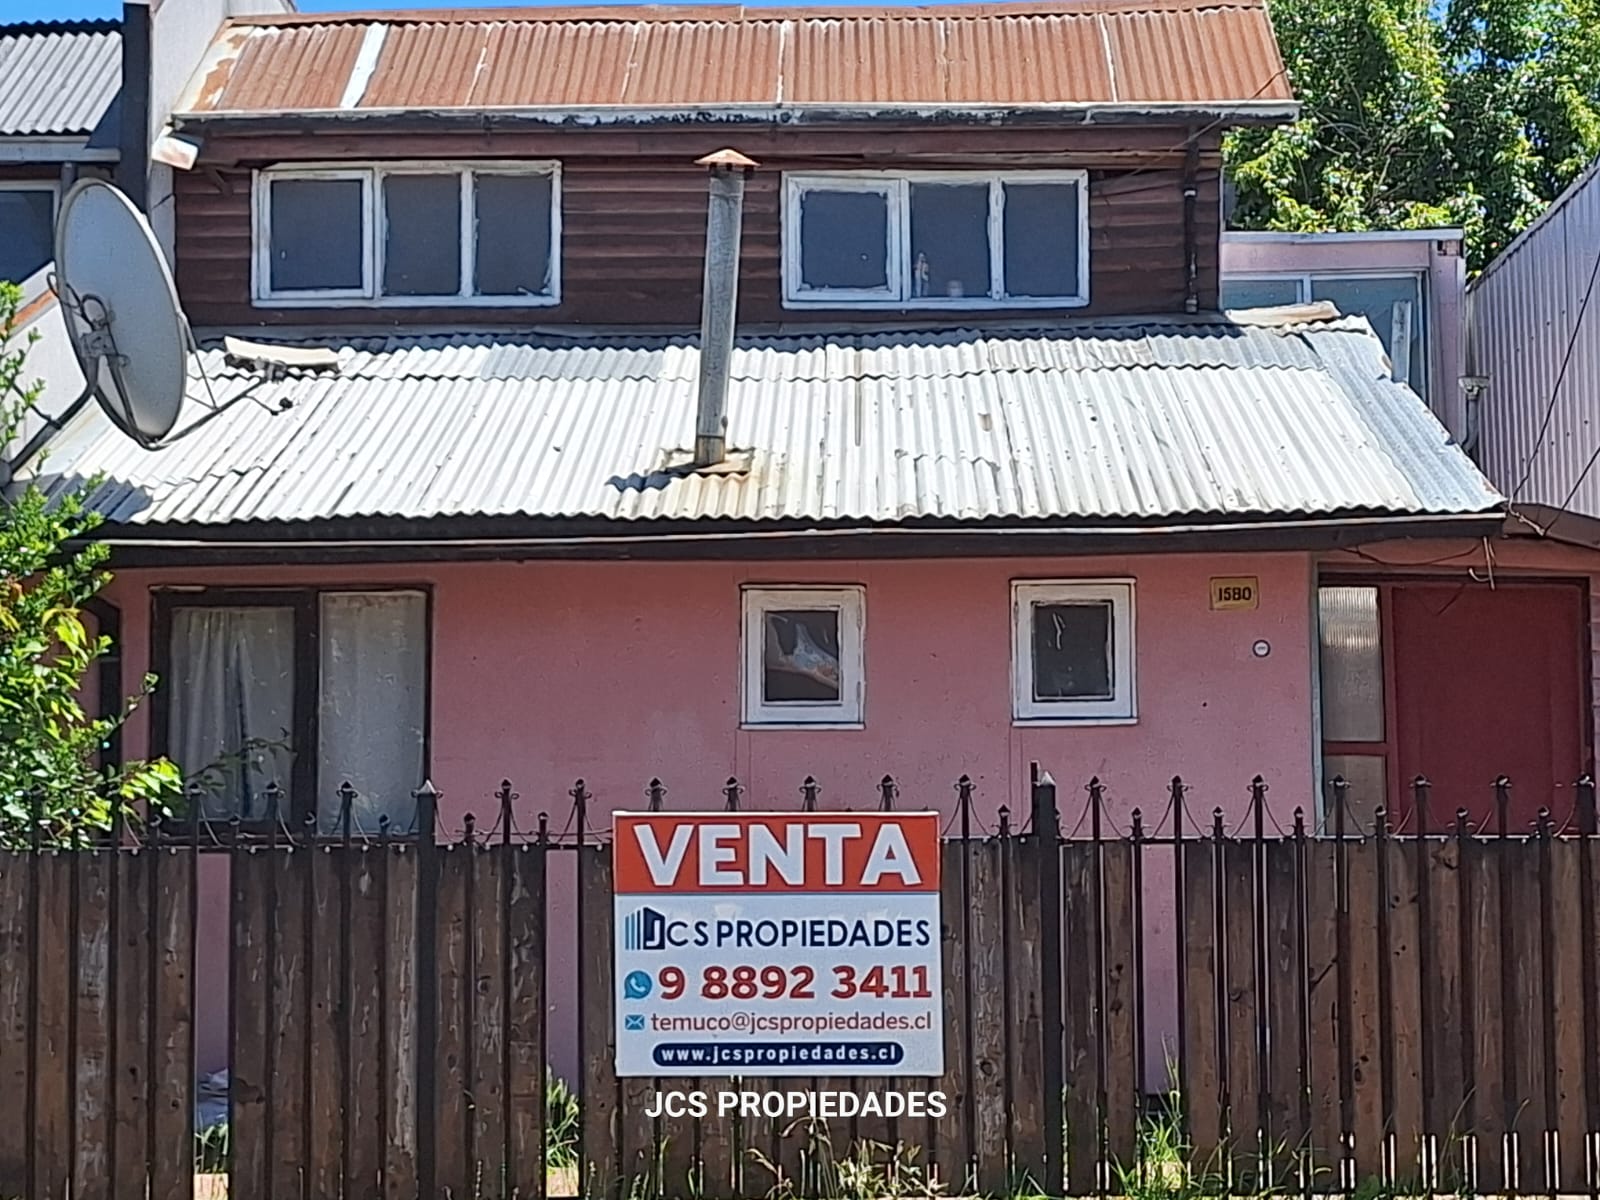 1580
VENTA
JCS PROPIEDADES
9 8892 3411
temuco@jcspropiedades.cl
www.jcspropiedades.cl
JCS PROPIEDADES